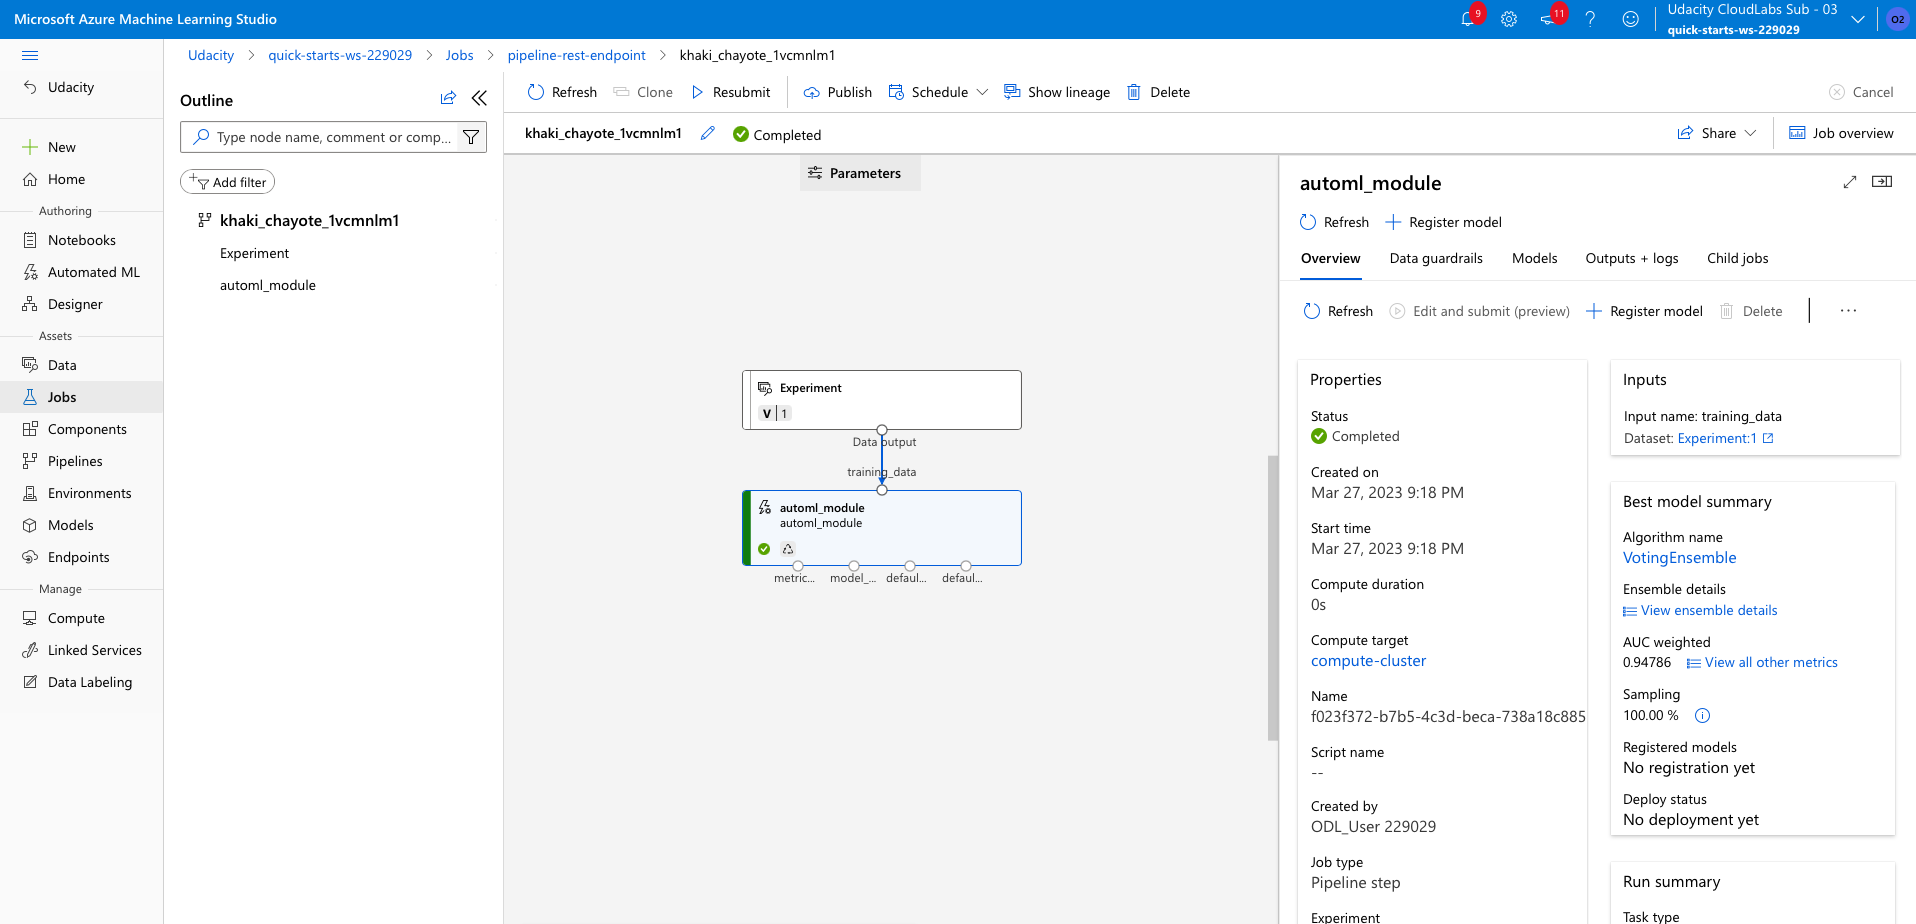 Microsoft Azure Machine Learning Studio
9
11
Udacity CloudLabs Sub - 03
quick-starts-ws-229029
O2
Udacity
New
Home
Authoring
Notebooks
Automated ML
Designer
Assets
Data
Jobs
Components
Pipelines
Environments
Models
Endpoints
Manage
Compute
Linked Services
Data Labeling
Udacity > quick-starts-ws-229029 > Jobs > pipeline-rest-endpoint > khaki_chayote_1vcmnlm1
Outline
Type node name, comment or comp...
Add filter
khaki_chayote_1vcmnlm1
Experiment
automl_module
Refresh Clone Resubmit Publish Schedule Show lineage Delete Cancel
khaki_chayote_1vcmnlm1 Completed Share Job overview
Parameters
Experiment
V 1
Data output
training_data
automl_module
automl_module
metric... model_... defaul... defaul...
automl_module
Refresh Register model
Overview Data guardrails Models Outputs + logs Child jobs
Refresh Edit and submit (preview) Register model Delete ...
Properties
Status
Completed
Created on
Mar 27, 2023 9:18 PM
Start time
Mar 27, 2023 9:18 PM
Compute duration
0s
Compute target
compute-cluster
Name
f023f372-b7b5-4c3d-beca-738a18c885
Script name
--
Created by
ODL_User 229029
Job type
Pipeline step
Experiment
Inputs
Input name: training_data
Dataset: Experiment:1
Best model summary
Algorithm name
VotingEnsemble
Ensemble details
View ensemble details
AUC weighted
0.94786 View all other metrics
Sampling
100.00 %
Registered models
No registration yet
Deploy status
No deployment yet
Run summary
Task type